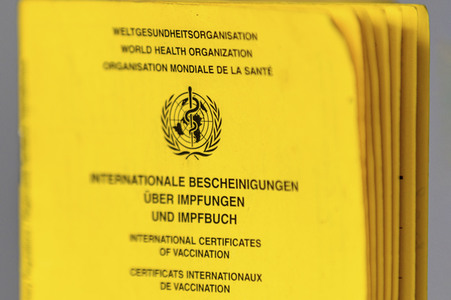 WELTGESUNDHEITSORGANISATION
WORLD HEALTH ORGANIZATION
ORGANISATION MONDIALE DE LA SANTÉ
INTERNATIONALE BESCHEINIGUNGEN
ÜBER IMPFUNGEN
UND IMPFBUCH
INTERNATIONAL CERTIFICATES
OF VACCINATION
CERTIFICATS INTERNATIONAUX
DE VACCINATION